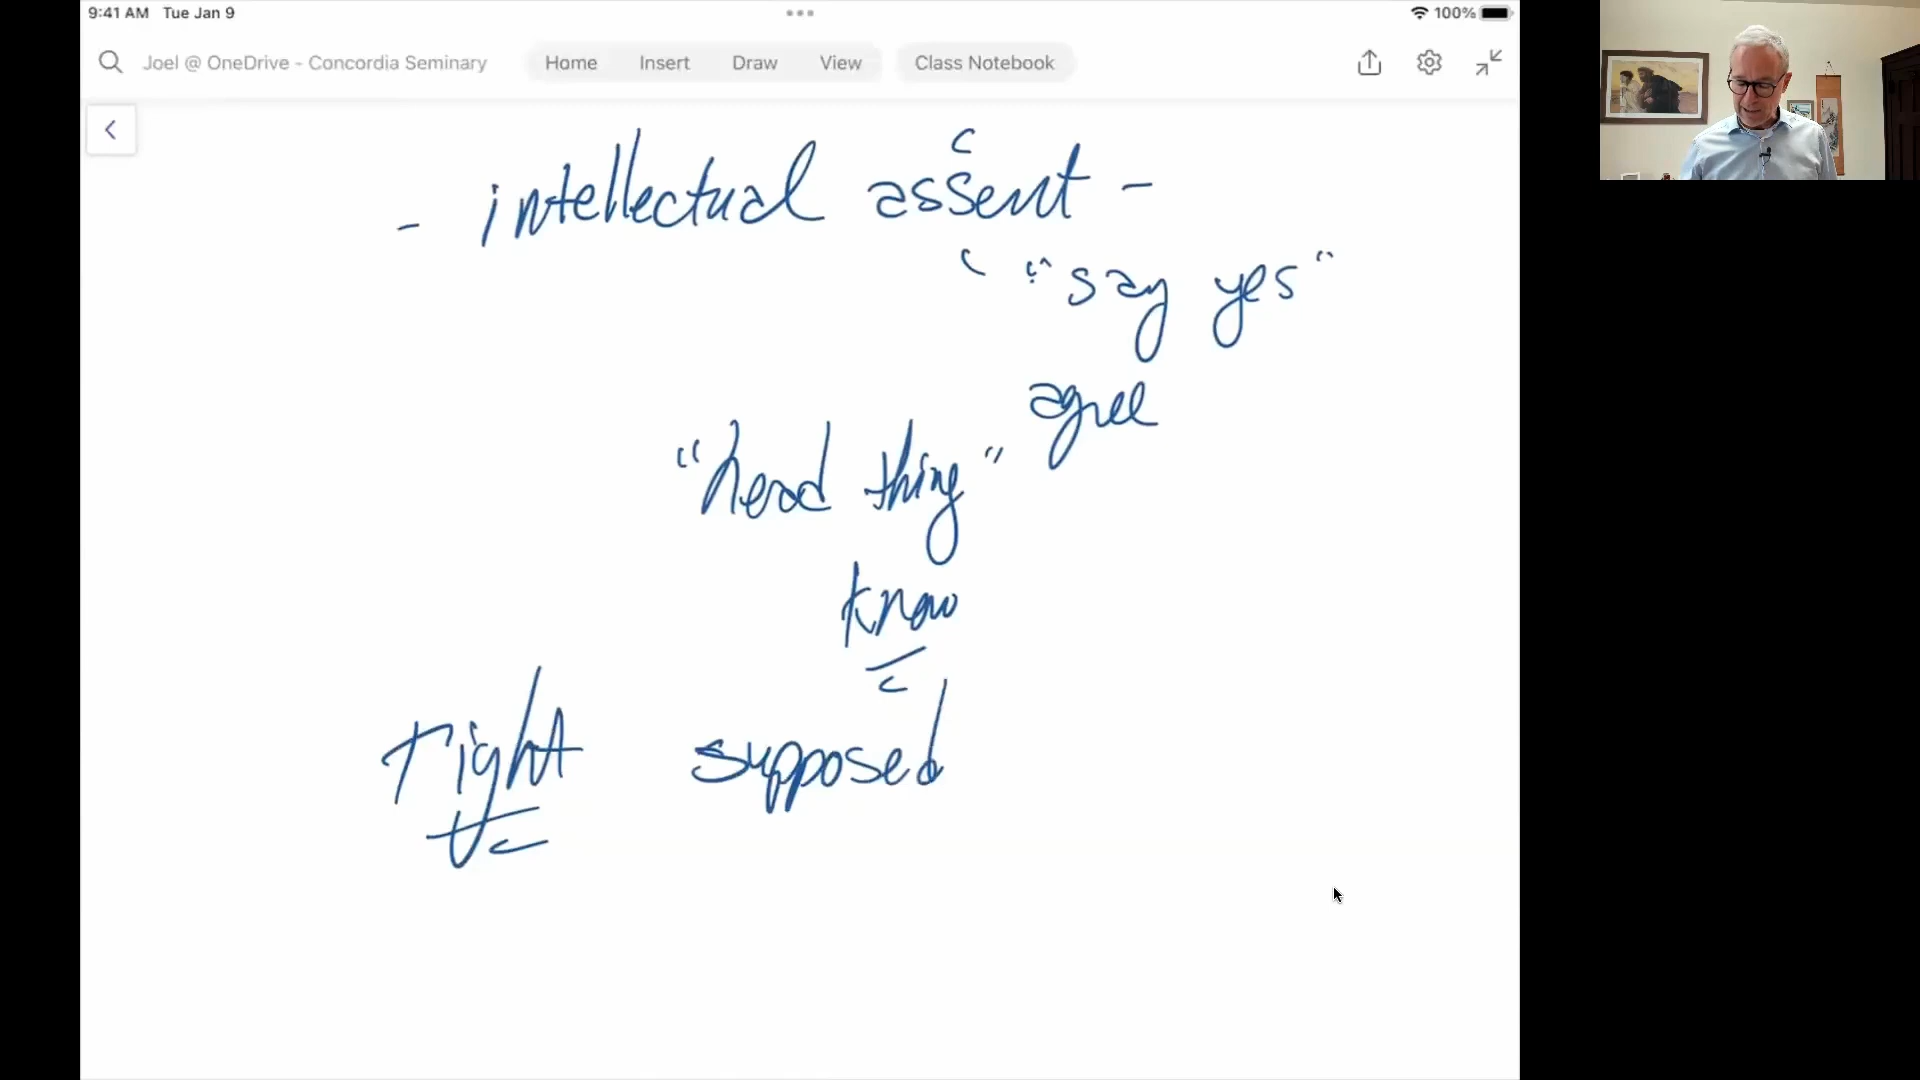 9:41 AM Tue Jan 9
100%
Joel @ OneDrive - Concordia Seminary Home Insert Draw View Class Notebook
- intellectual assent -
"say yes"
agree
"head thing"
know
right supposed